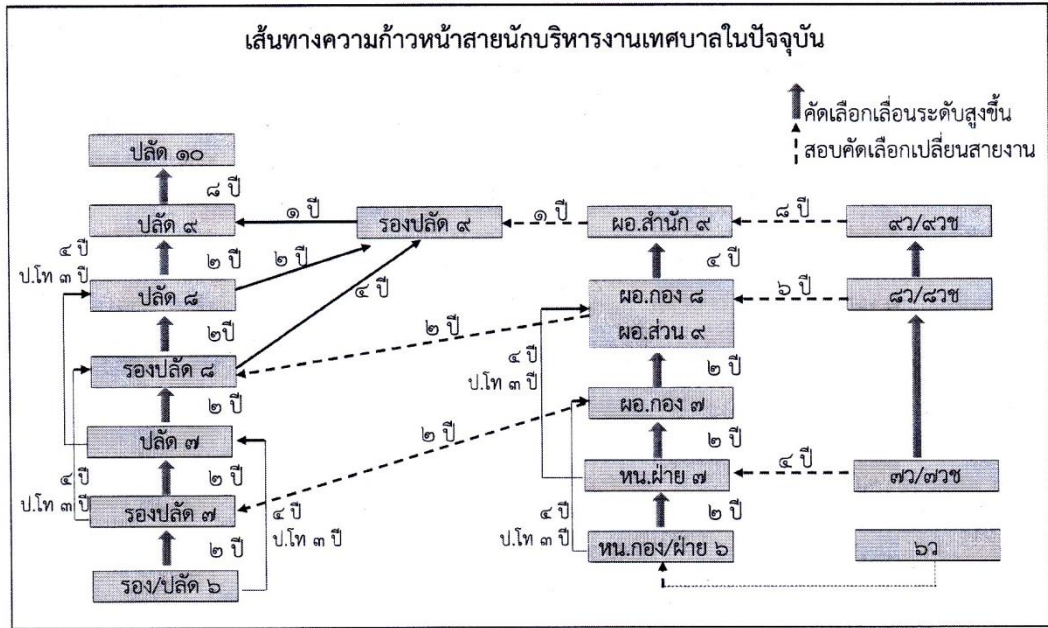 เส้นทางความก้าวหน้าสายนักบริหารงานเทศบาลในปัจจุบัน
คัดเลือกเลื่อนระดับสูงขึ้น
สอบคัดเลือกเปลี่ยนสายงาน
ปลัด ๑๐
๘ ปี
ปลัด ๙
๑ ปี
รองปลัด ๙
๑ ปี
ผอ.สำนัก ๙
๘ ปี
๙ว/๙วช
๔ ปี
ป.โท ๓ ปี
๒ ปี
๒ ปี
๔ ปี
๔ ปี
ปลัด ๘
ผอ.กอง ๘
ผอ.ส่วน ๙
๖ ปี
๘ว/๘วช
๒ปี
๒ ปี
๔ ปี
ป.โท ๓ ปี
๒ ปี
รองปลัด ๘
๒ ปี
ผอ.กอง ๗
ปลัด ๗
๒ ปี
๒ ปี
๔ ปี
ป.โท ๓ ปี
๒ ปี
หน.ฝ่าย ๗
๔ ปี
๗ว/๗วช
รองปลัด ๗
๔ ปี
ป.โท ๓ ปี
๔ ปี
ป.โท ๓ ปี
๒ ปี
๒ ปี
หน.กอง/ฝ่าย ๖
๖ว
รอง/ปลัด ๖